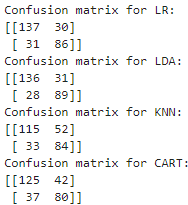 Confusion matrix for LR:
[[137  30]
 [ 31  86]]
Confusion matrix for LDA:
[[136  31]
 [ 28  89]]
Confusion matrix for KNN:
[[115  52]
 [ 33  84]]
Confusion matrix for CART:
[[125  42]
 [ 37  80]]